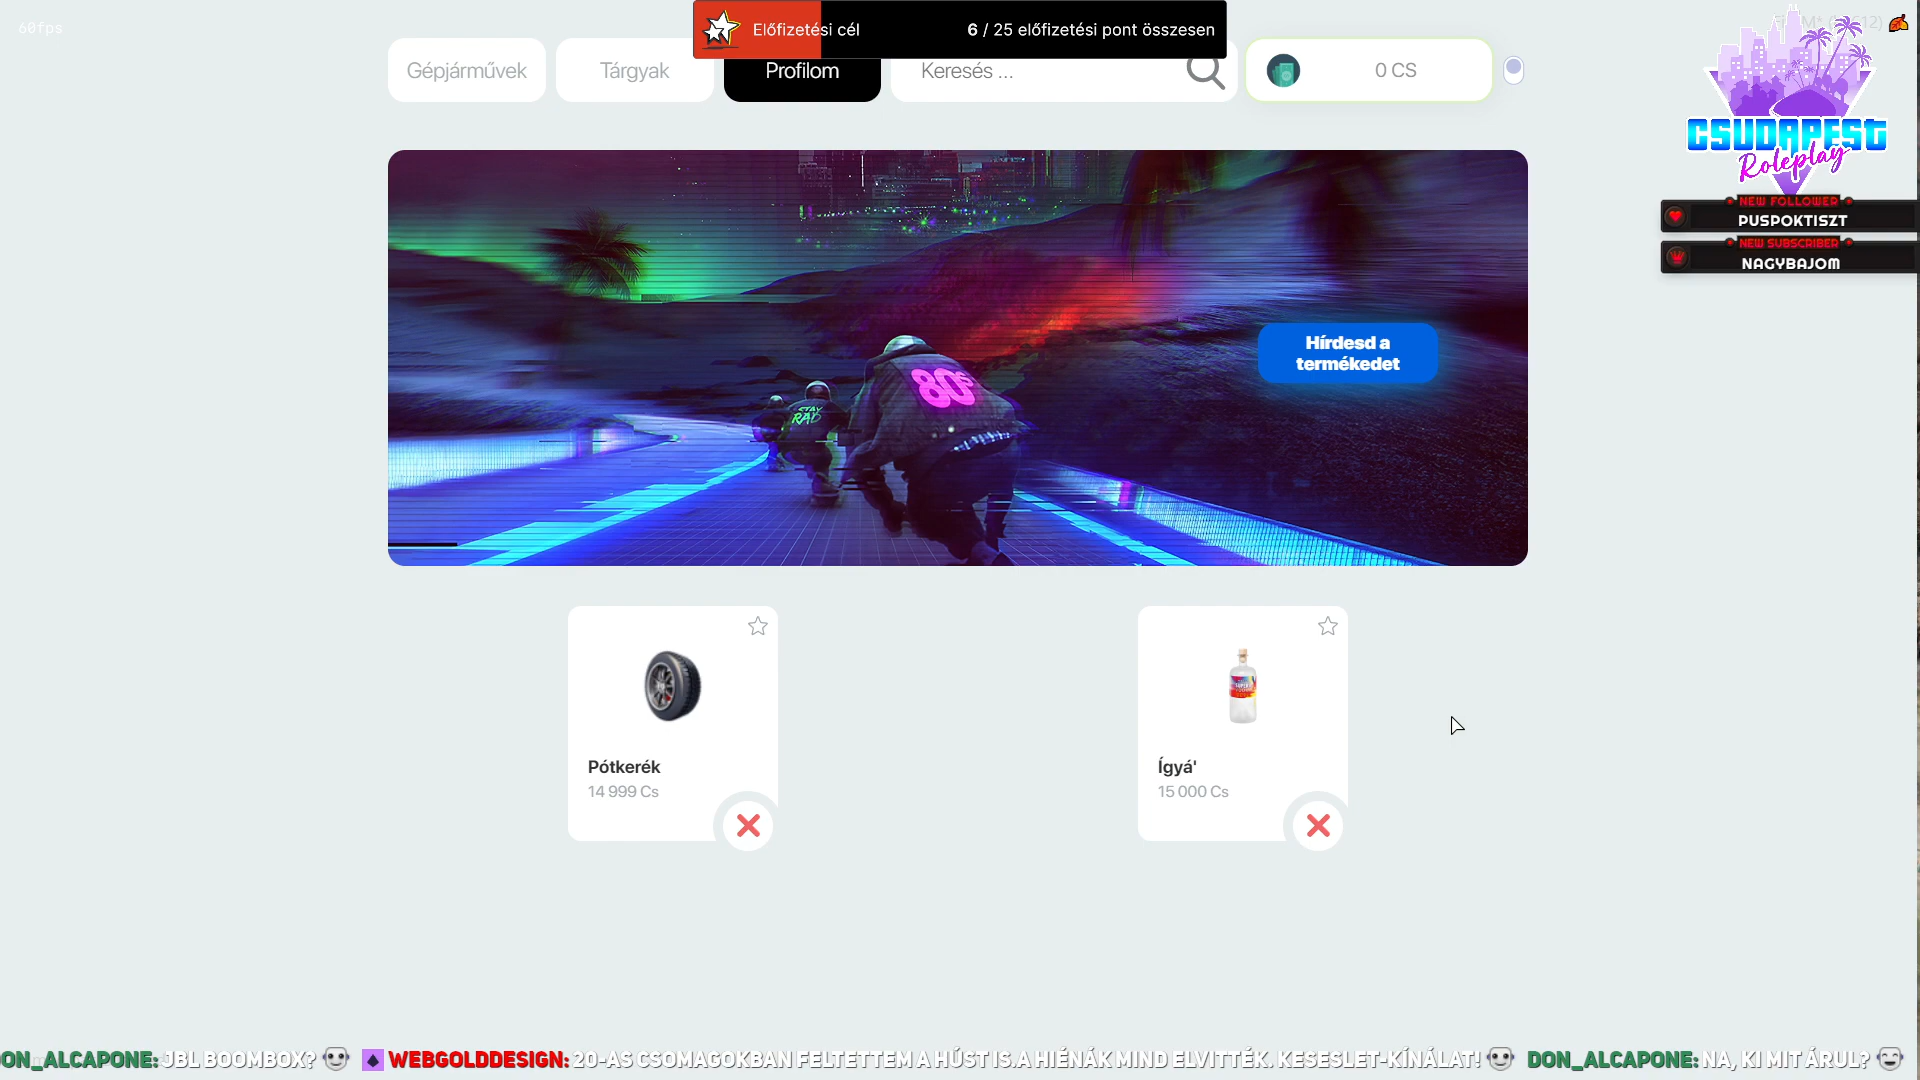 60fps
Előfizetési cél
6 / 25 előfizetési pont összesen
Gépjárművek
Tárgyak
Profilom
Keresés ...
0 CS
CSUDAPEST
Roleplay
NEW FOLLOWER
PUSPOKTISZT
NEW SUBSCRIBER
NAGYBAJOM
80s
STAY
RAD
Hírdesd a
termékedet
Pótkerék
14 999 Cs
Ígyá'
15 000 Cs
ON_ALCAPONE: JBL BOOMBOX? WEBGOLDDESIGN: 20-AS CSOMAGOKBAN FELTETTEM A HÚST IS.A HIÉNÁK MIND ELVITTÉK. KESESLET-KÍNÁLAT! DON_ALCAPONE: NA, KI MIT ÁRUL?